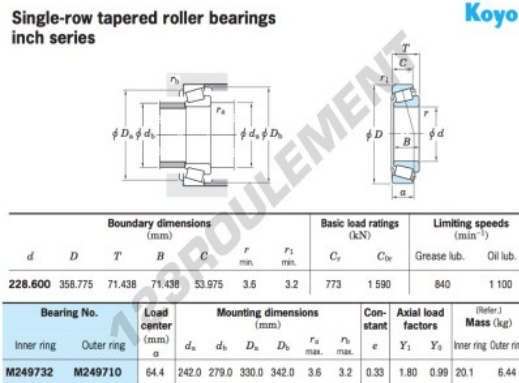 Single-row tapered roller bearings
inch series
Koyo
T
C
r1
rb
ra
r
φDa φdb
φda φDb
φD
B
φd
a
123ROULEMENT
Boundary dimensions
(mm)
Basic load ratings
(kN)
Limiting speeds
(min⁻¹)
d D T B C r min. r1 min. Cr C0r Grease lub. Oil lub.
228.600 358.775 71.438 71.438 53.975 3.6 3.2 773 1 590 840 1 100
Bearing No. Load center (mm) a Mounting dimensions (mm) Constant e Axial load factors (Refer.) Mass (kg)
Inner ring Outer ring da db Da Db ra max. rb max. Y1 Y0 Inner ring Outer rin
M249732 M249710 64.4 242.0 279.0 330.0 342.0 3.6 3.2 0.33 1.80 0.99 20.1 6.44